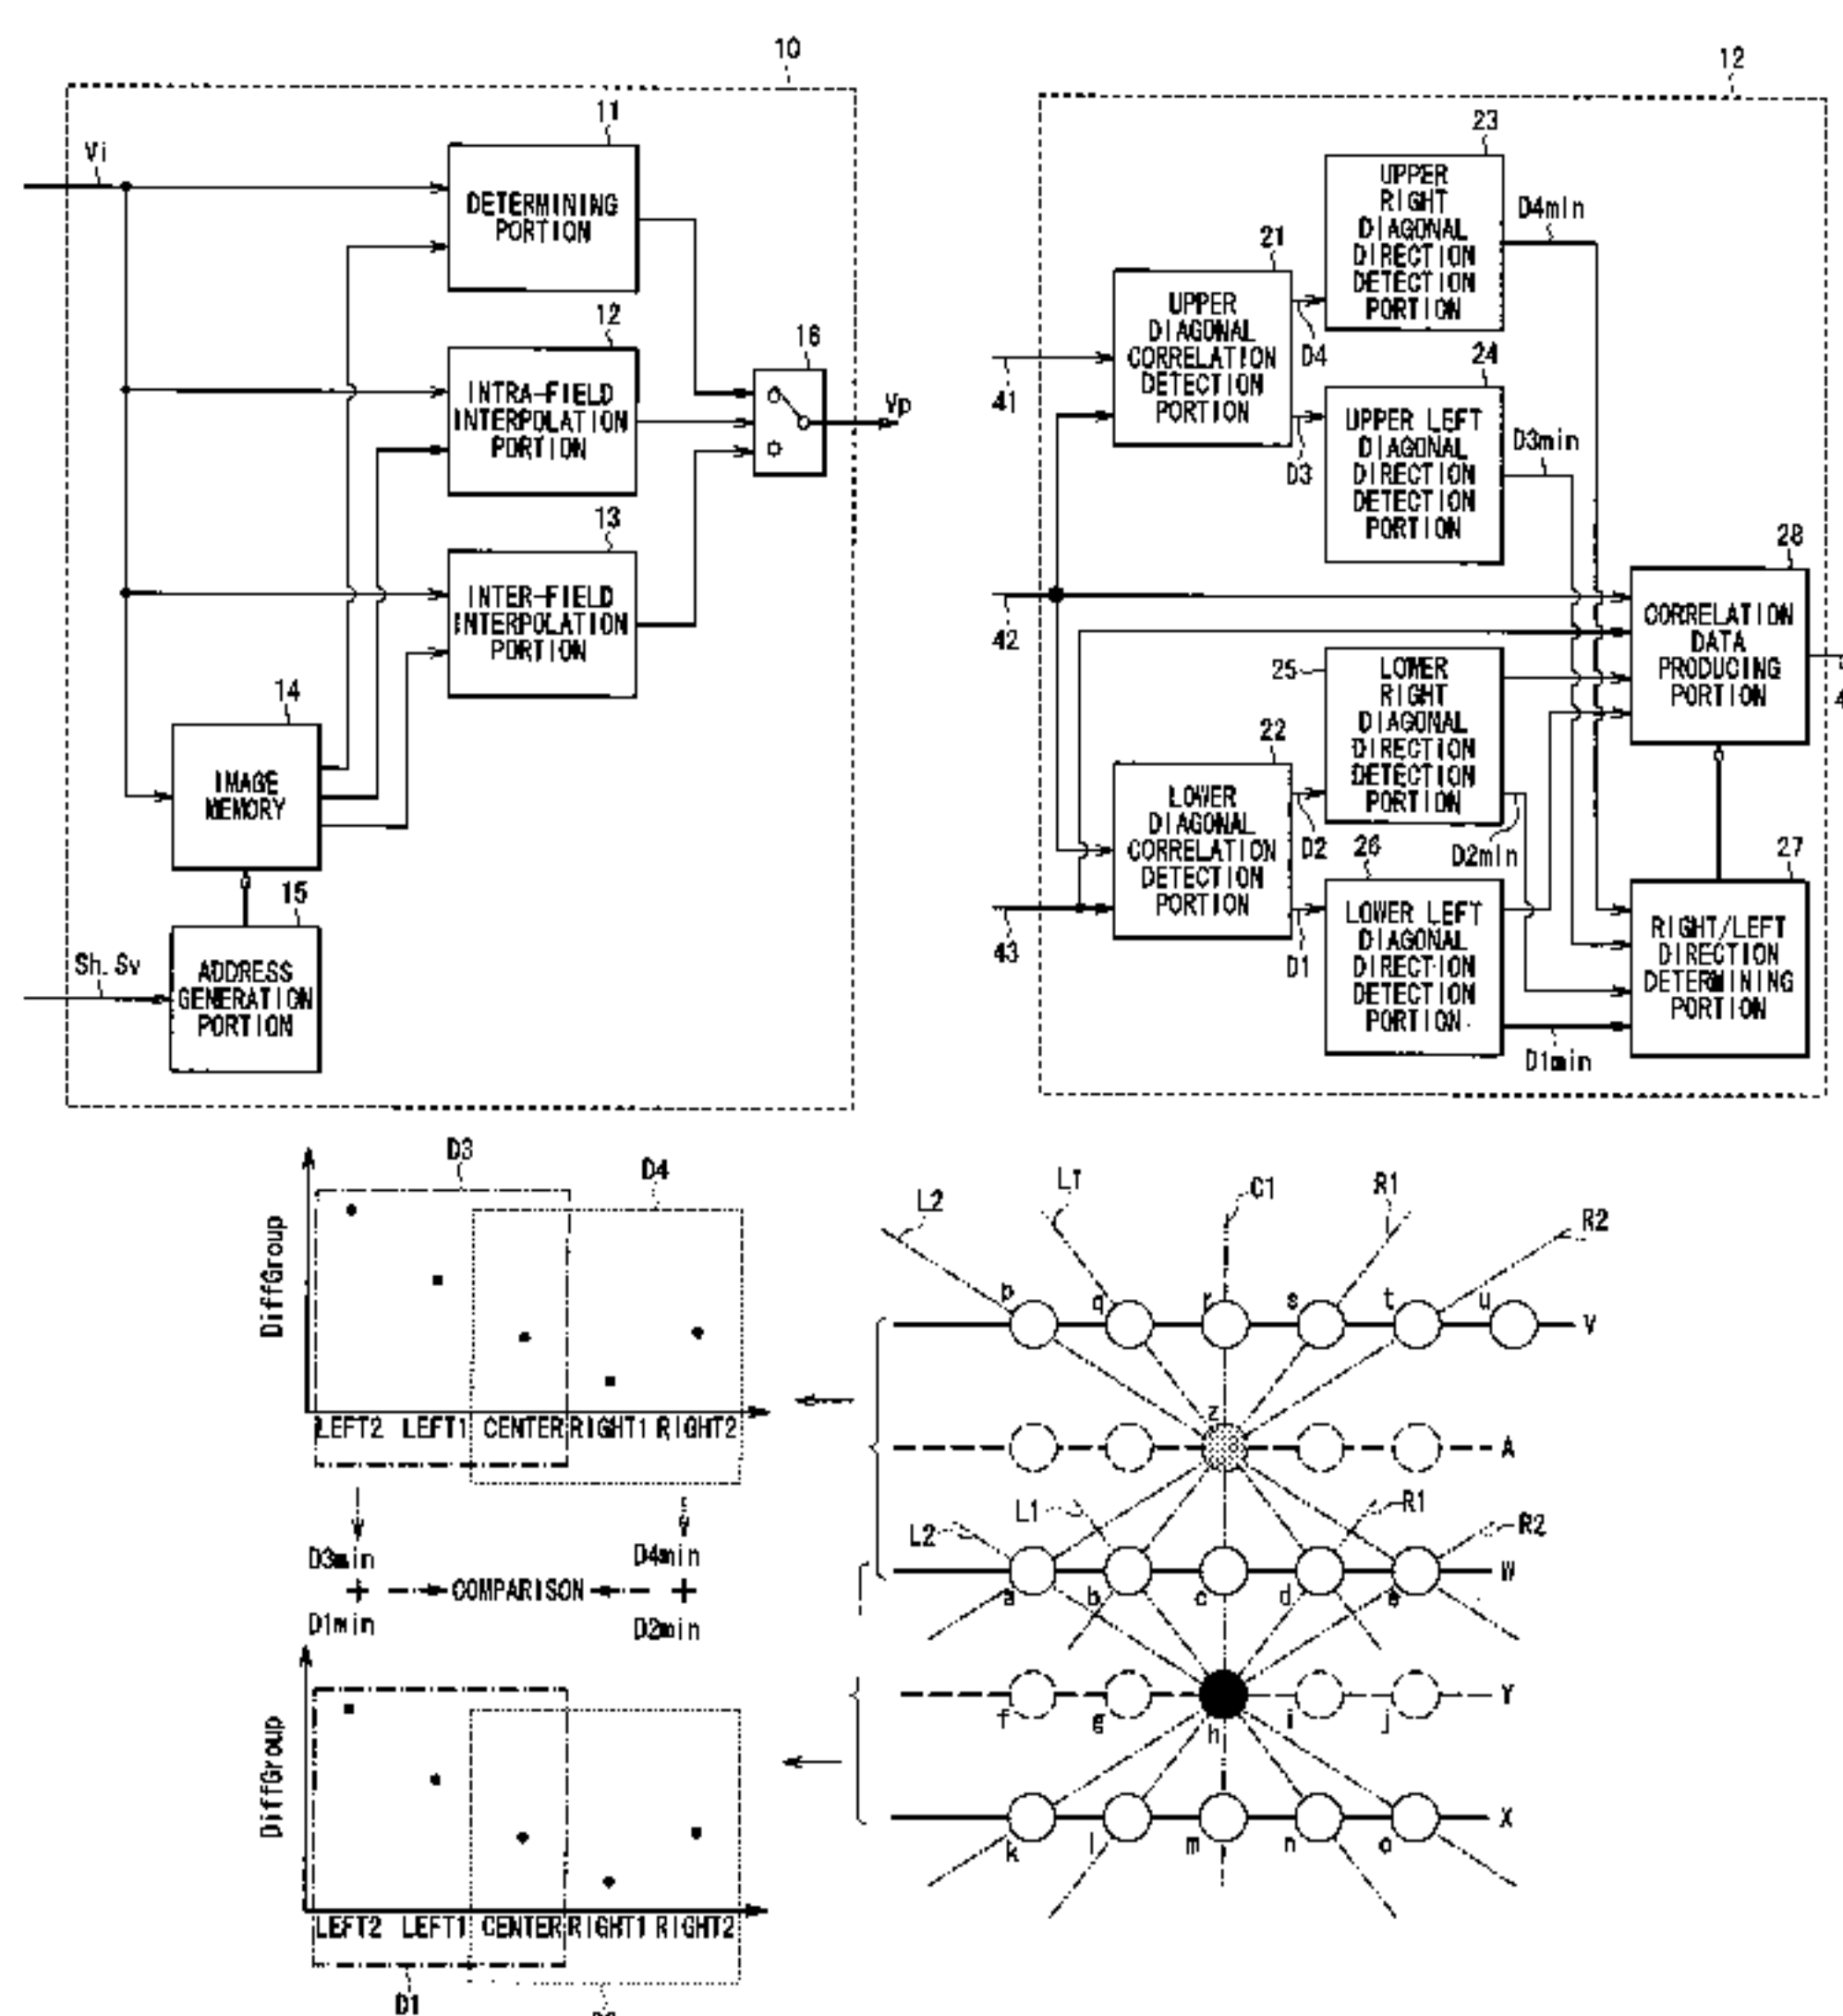 10
11
Vi
DETERMINING
PORTION
12
INTRA-FIELD
INTERPOLATION
PORTION
16
Vp
13
INTER-FIELD
INTERPOLATION
PORTION
14
IMAGE
MEMORY
15
Sh.Sv
ADDRESS
GENERATION
PORTION
12
23
UPPER
RIGHT
DIAGONAL
DIRECTION
DETECTION
PORTION
D4min
21
UPPER
DIAGONAL
CORRELATION
DETECTION
PORTION
D4
41
24
UPPER LEFT
DIAGONAL
DIRECTION
DETECTION
PORTION
D3min
D3
28
CORRELATION
DATA
PRODUCING
PORTION
42
25
LOWER
RIGHT
DIAGONAL
DIRECTION
DETECTION
PORTION
22
LOWER
DIAGONAL
CORRELATION
DETECTION
PORTION
D2
D2min
43
26
LOWER LEFT
DIAGONAL
DIRECTION
DETECTION
PORTION
D1
D1min
27
RIGHT/LEFT
DIRECTION
DETERMINING
PORTION
D3
D4
DiffGroup
LEFT2 LEFT1 CENTER RIGHT1 RIGHT2
D3min
D4min
+ COMPARISON +
D1min
D2min
DiffGroup
LEFT2 LEFT1 CENTER RIGHT1 RIGHT2
D1
L2
L1
C1
R1
R2
p q r s t u V
z A
L2
L1
R1
R2
a b c d e W
f g h i j Y
k l m n o X